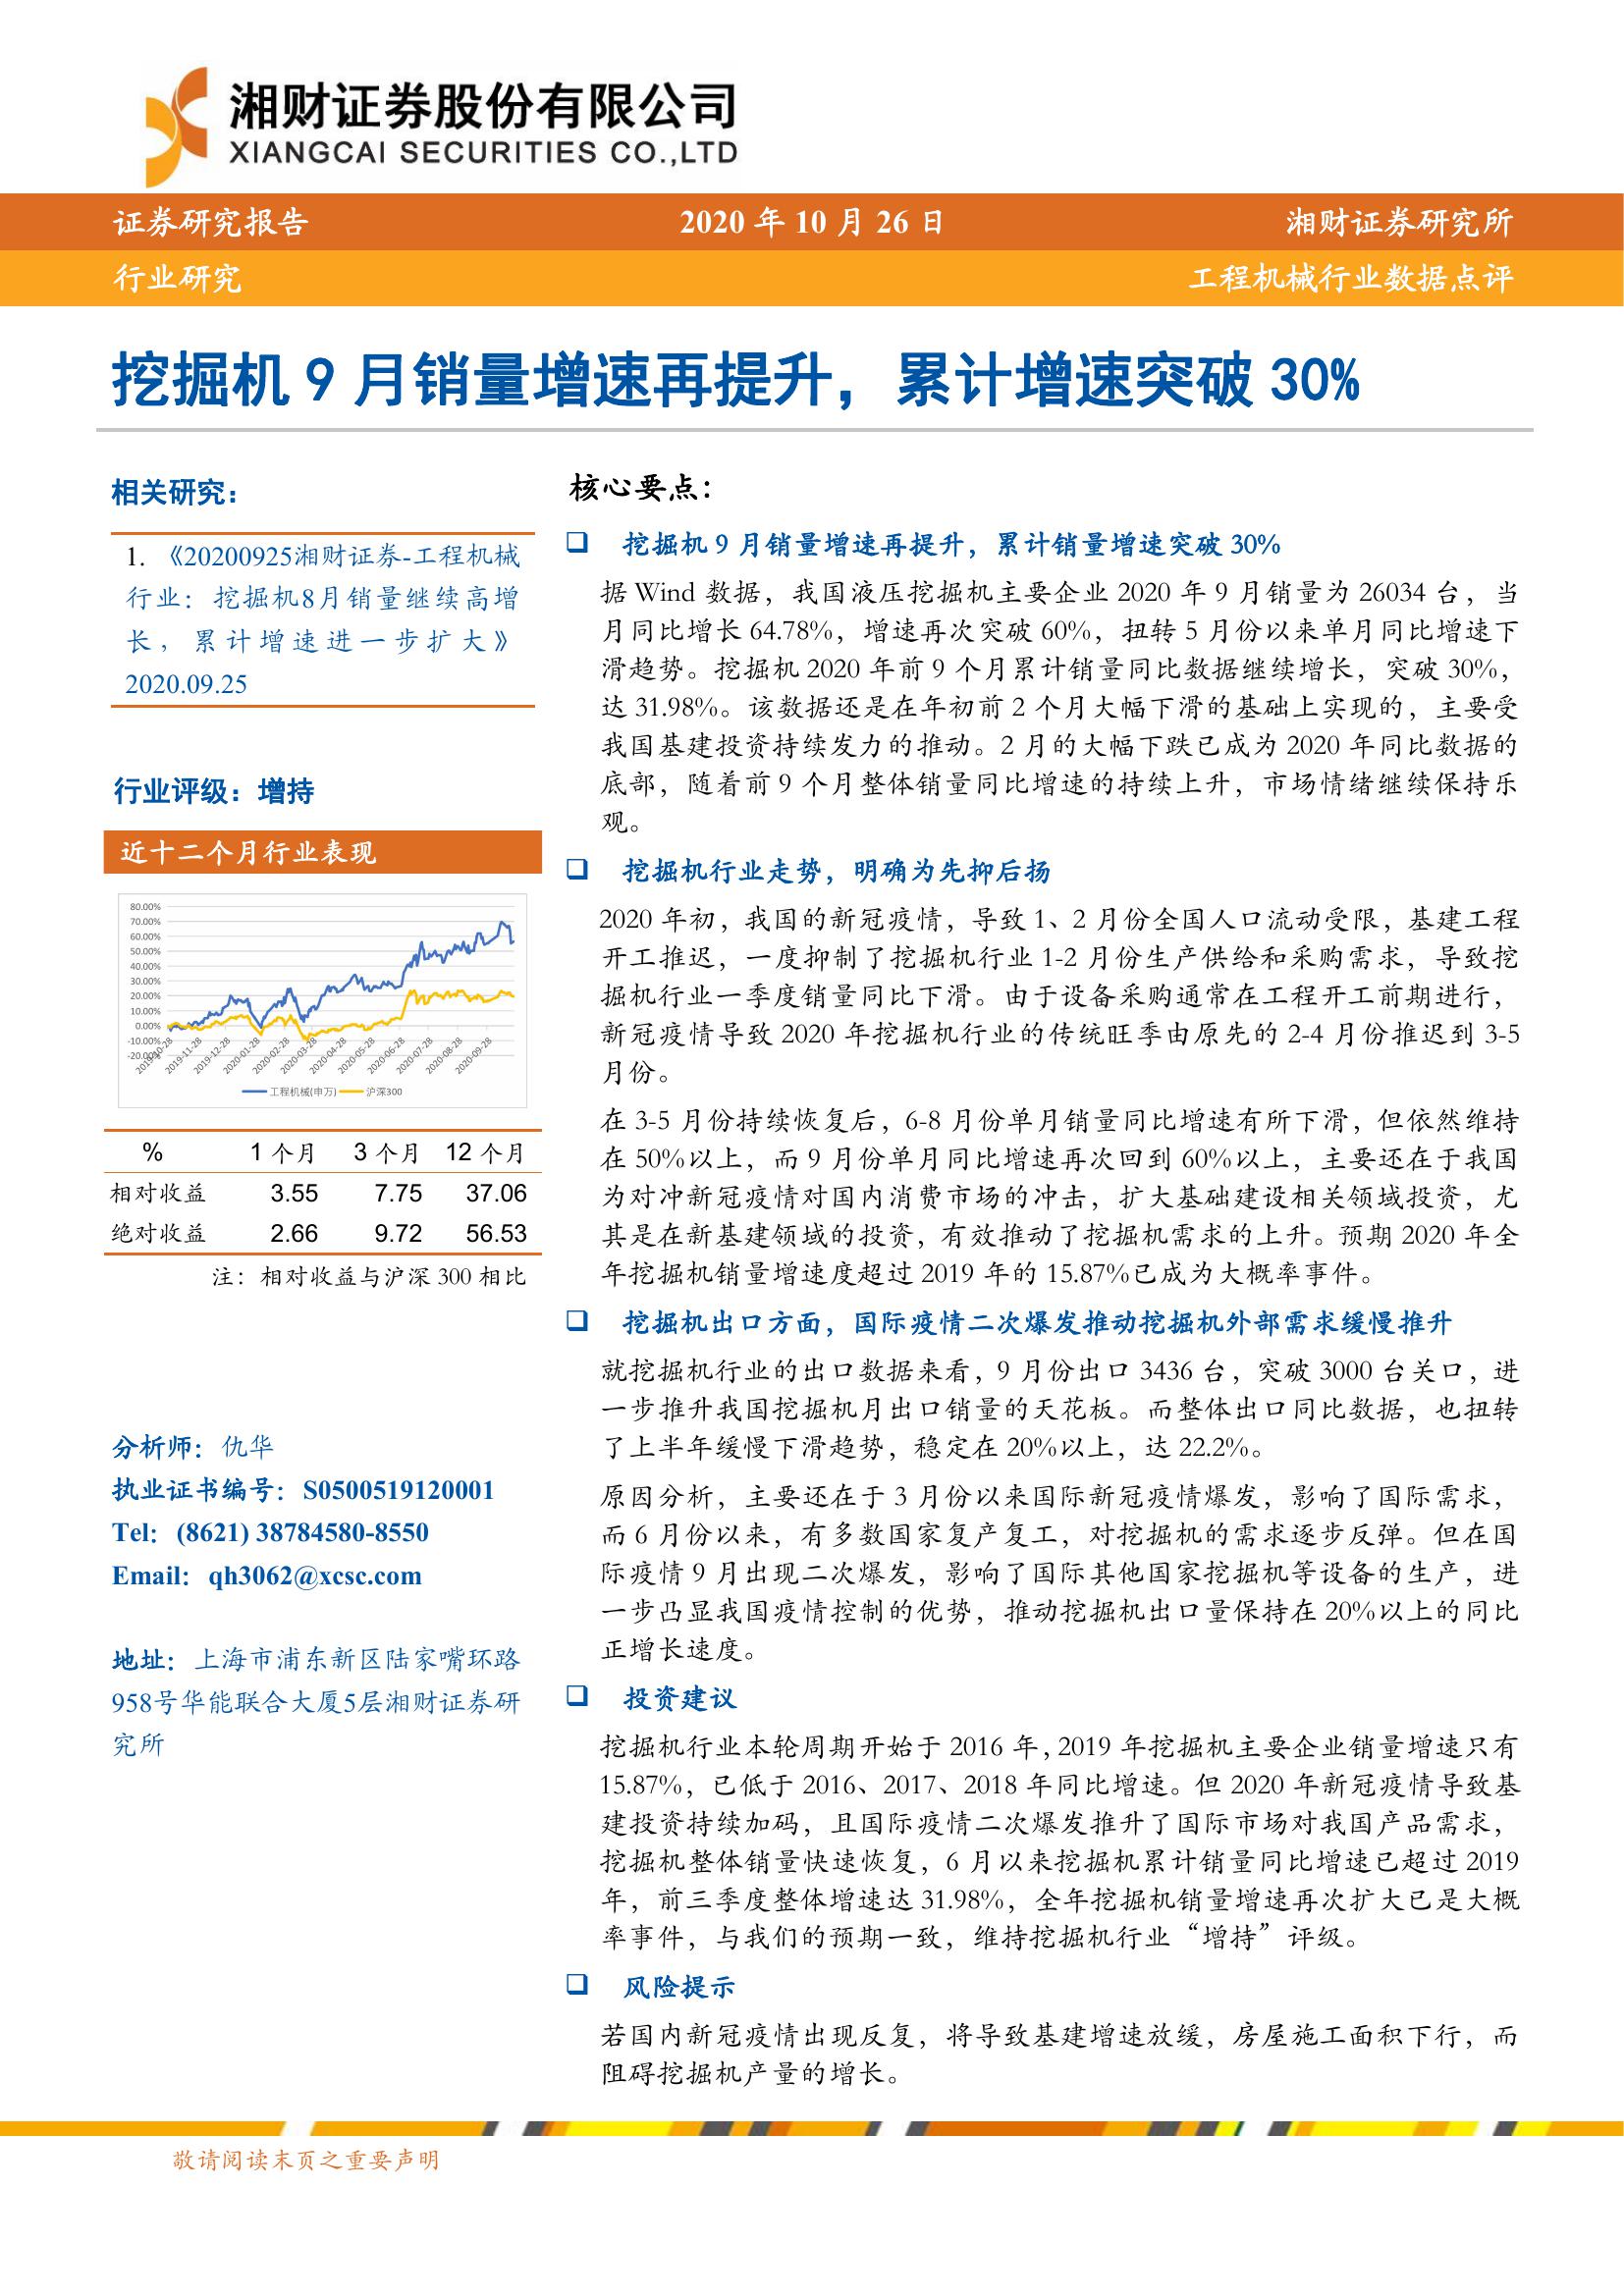 湘财证券股份有限公司
XIANGCAI SECURITIES CO.,LTD
证券研究报告
2020 年 10 月 26 日
湘财证券研究所
行业研究
工程机械行业数据点评
挖掘机 9 月销量增速再提升，累计增速突破 30%
相关研究：
1. 《20200925湘财证券-工程机械
行业：挖掘机8月销量继续高增
长，累计增速进一步扩大》
2020.09.25
行业评级：增持
近十二个月行业表现
80.00%
70.00%
60.00%
50.00%
40.00%
30.00%
20.00%
10.00%
0.00%
-10.00%
-20.00%
2019-10-28
2019-11-28
2019-12-28
2020-01-28
2020-02-28
2020-03-28
2020-04-28
2020-05-28
2020-06-28
2020-07-28
2020-08-28
2020-09-28
工程机械(申万)
沪深300
% 1 个月 3 个月 12 个月
相对收益 3.55 7.75 37.06
绝对收益 2.66 9.72 56.53
注：相对收益与沪深 300 相比
分析师：仇华
执业证书编号：S0500519120001
Tel：(8621) 38784580-8550
Email：qh3062@xcsc.com
地址：上海市浦东新区陆家嘴环路
958号华能联合大厦5层湘财证券研
究所
核心要点：
❑ 挖掘机 9 月销量增速再提升，累计销量增速突破 30%
据 Wind 数据，我国液压挖掘机主要企业 2020 年 9 月销量为 26034 台，当
月同比增长 64.78%，增速再次突破 60%，扭转 5 月份以来单月同比增速下
滑趋势。挖掘机 2020 年前 9 个月累计销量同比数据继续增长，突破 30%，
达 31.98%。该数据还是在年初前 2 个月大幅下滑的基础上实现的，主要受
我国基建投资持续发力的推动。2 月的大幅下跌已成为 2020 年同比数据的
底部，随着前 9 个月整体销量同比增速的持续上升，市场情绪继续保持乐
观。
❑ 挖掘机行业走势，明确为先抑后扬
2020 年初，我国的新冠疫情，导致 1、2 月份全国人口流动受限，基建工程
开工推迟，一度抑制了挖掘机行业 1-2 月份生产供给和采购需求，导致挖
掘机行业一季度销量同比下滑。由于设备采购通常在工程开工前期进行，
新冠疫情导致 2020 年挖掘机行业的传统旺季由原先的 2-4 月份推迟到 3-5
月份。
在 3-5 月份持续恢复后，6-8 月份单月销量同比增速有所下滑，但依然维持
在 50%以上，而 9 月份单月同比增速再次回到 60%以上，主要还在于我国
为对冲新冠疫情对国内消费市场的冲击，扩大基础建设相关领域投资，尤
其是在新基建领域的投资，有效推动了挖掘机需求的上升。预期 2020 年全
年挖掘机销量增速度超过 2019 年的 15.87%已成为大概率事件。
❑ 挖掘机出口方面，国际疫情二次爆发推动挖掘机外部需求缓慢推升
就挖掘机行业的出口数据来看，9 月份出口 3436 台，突破 3000 台关口，进
一步推升我国挖掘机月出口销量的天花板。而整体出口同比数据，也扭转
了上半年缓慢下滑趋势，稳定在 20%以上，达 22.2%。
原因分析，主要还在于 3 月份以来国际新冠疫情爆发，影响了国际需求，
而 6 月份以来，有多数国家复产复工，对挖掘机的需求逐步反弹。但在国
际疫情 9 月出现二次爆发，影响了国际其他国家挖掘机等设备的生产，进
一步凸显我国疫情控制的优势，推动挖掘机出口量保持在 20%以上的同比
正增长速度。
❑ 投资建议
挖掘机行业本轮周期开始于 2016 年，2019 年挖掘机主要企业销量增速只有
15.87%，已低于 2016、2017、2018 年同比增速。但 2020 年新冠疫情导致基
建投资持续加码，且国际疫情二次爆发推升了国际市场对我国产品需求，
挖掘机整体销量快速恢复，6 月以来挖掘机累计销量同比增速已超过 2019
年，前三季度整体增速达 31.98%，全年挖掘机销量增速再次扩大已是大概
率事件，与我们的预期一致，维持挖掘机行业“增持”评级。
❑ 风险提示
若国内新冠疫情出现反复，将导致基建增速放缓，房屋施工面积下行，而
阻碍挖掘机产量的增长。
敬请阅读末页之重要声明